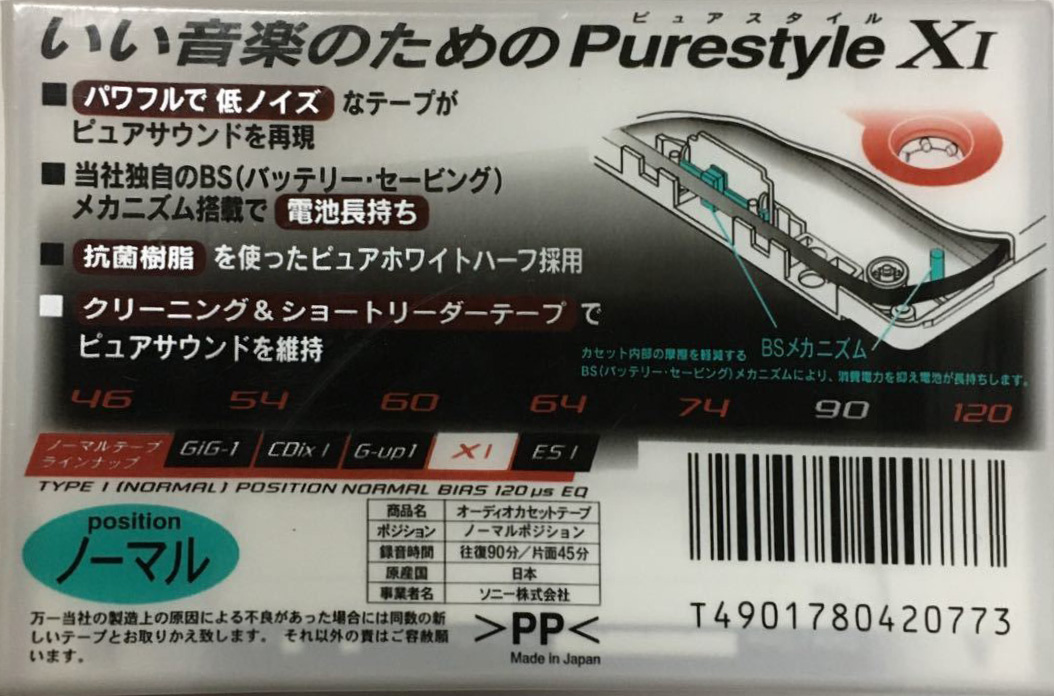 ピュアスタイル
いい音楽のためのPurestyle XI
■ パワフルで 低ノイズ なテープが
ピュアサウンドを再現
■ 当社独自のBS(バッテリー・セービング)
メカニズム搭載で 電池長持ち
■ 抗菌樹脂 を使ったピュアホワイトハーフ採用
■ クリーニング&ショートリーダーテープ で
ピュアサウンドを維持
BSメカニズム
カセット内部の摩擦を軽減する
BS(バッテリー・セービング)メカニズムにより、消費電力を抑え電池が長持ちします。
46 54 60 64 74 90 120
ノーマルテープ
ラインナップ
GiG-1 CDix I G-up1 XI ES I
TYPE I (NORMAL) POSITION NORMAL BIAS 120 μs EQ
position
ノーマル
商品名 オーディオカセットテープ
ポジション ノーマルポジション
録音時間 往復90分/片面45分
原産国 日本
事業者名 ソニー株式会社
万一当社の製造上の原因による不良があった場合には同数の新
しいテープとお取りかえ致します。 それ以外の責はご容赦願
います。
>PP<
Made in Japan
T4901780420773